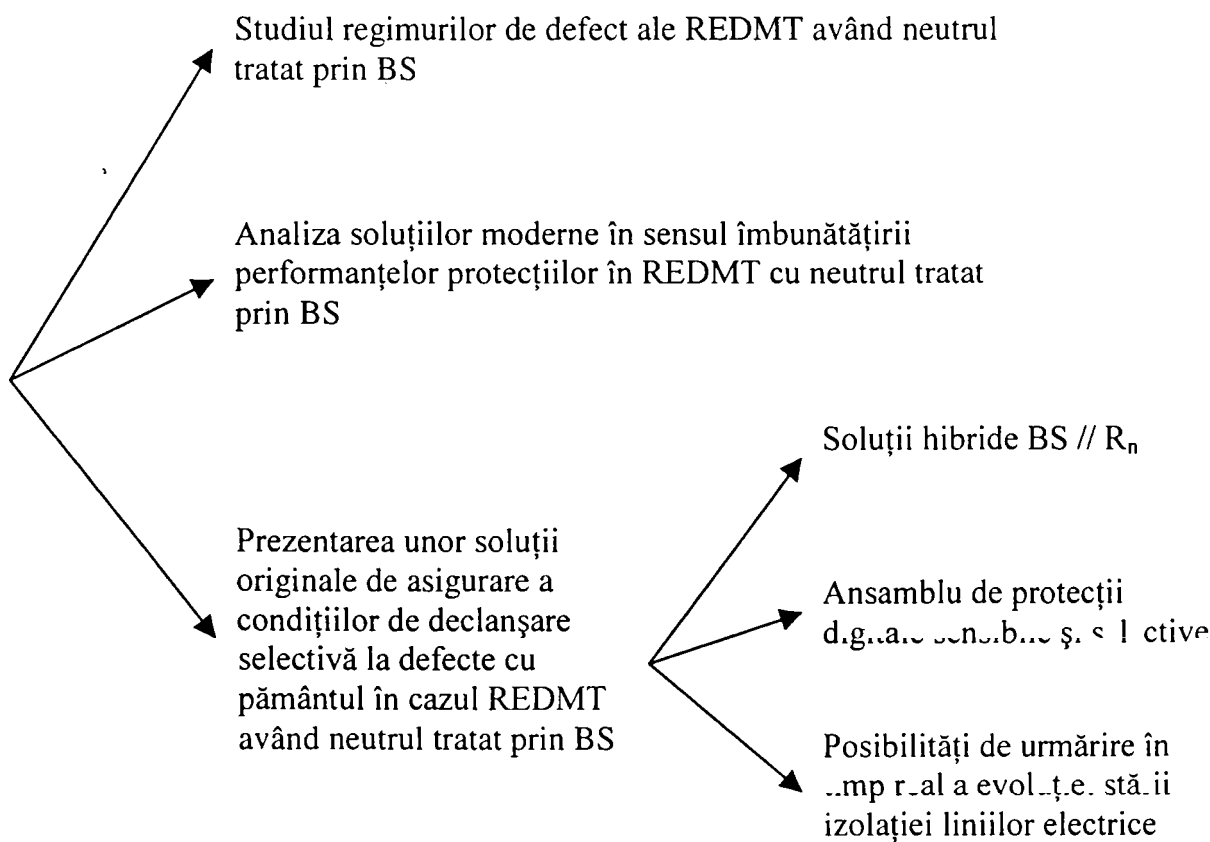 Studiul regimurilor de defect ale REDMT având neutrul
tratat prin BS
Analiza soluțiilor moderne în sensul îmbunătățirii
performanțelor protecțiilor în REDMT cu neutrul tratat
prin BS
Prezentarea unor soluții
originale de asigurare a
condițiilor de declanşare
selectivă la defecte cu
pământul în cazul REDMT
având neutrul tratat prin BS
Soluții hibride BS // Rₙ
Ansamblu de protecții
şi
Posibilități de urmărire în
a
izolației liniilor electrice